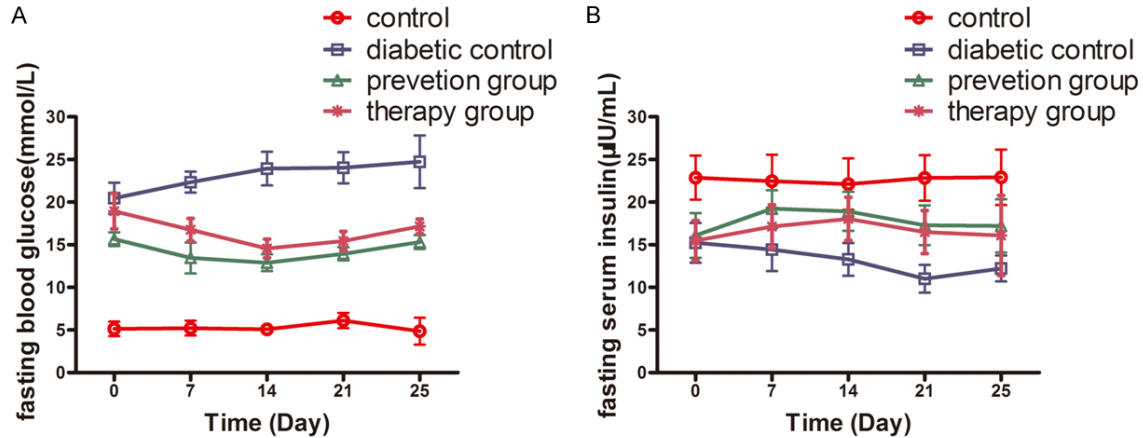 A
control
diabetic control
prevetion group
therapy group
fasting blood glucose(mmol/L)
30
25
20
15
10
5
0
0 7 14 21 25
Time (Day)
B
control
diabetic control
prevetion group
therapy group
fasting serum insulin(μU/mL)
30
25
20
15
10
5
0
0 7 14 21 25
Time (Day)